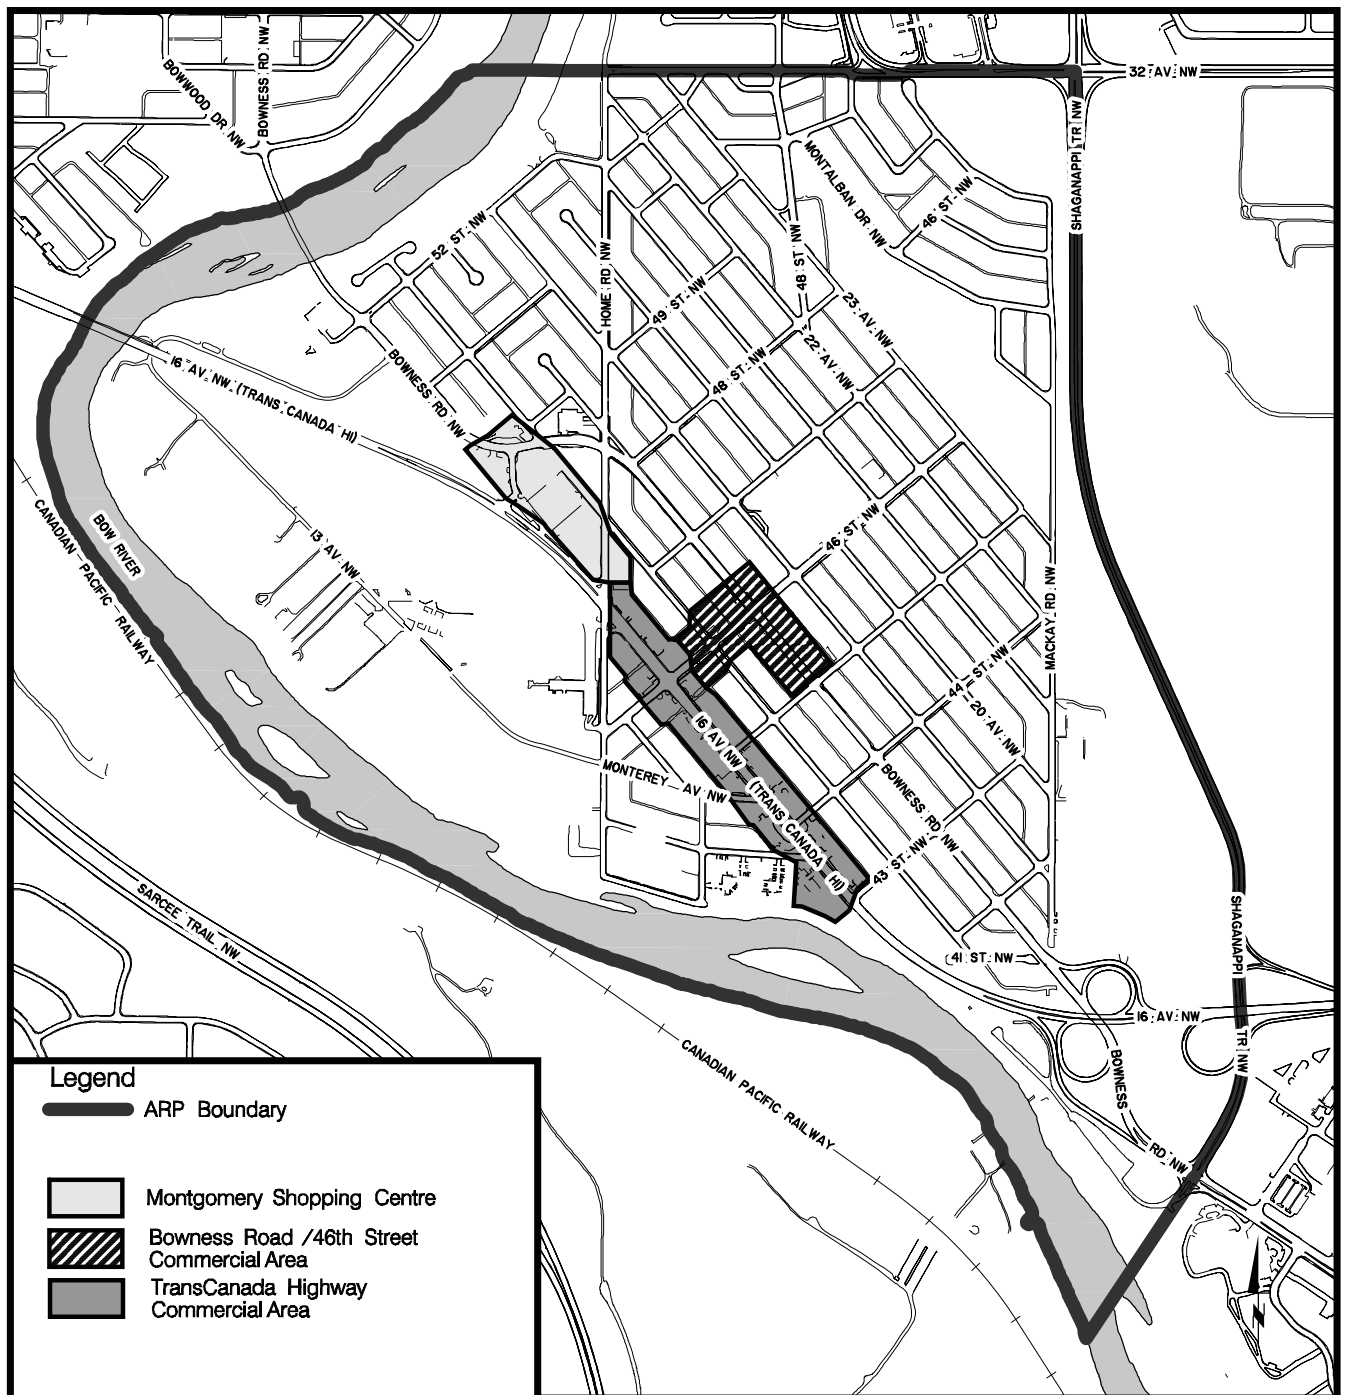 BOWNESS RD NW
BOWWOOD DR NW
32 AV NW
SHAGANAPPI TR NW
MONTALBAN DR NW
46 ST NW
52 ST NW
HOME RD NW
48 ST NW
49 ST NW
23 AV NW
22 AV NW
48 ST NW
16 AV NW (TRANS CANADA HI)
BOWNESS RD NW
CANADIAN PACIFIC RAILWAY
BOW RIVER
13 AV NW
46 ST NW
MACKAY RD NW
44 ST NW
20 AV NW
16 AV NW (TRANS CANADA HI)
MONTEREY AV NW
BOWNESS RD NW
43 ST NW
SARCEE TRAIL NW
41 ST NW
SHAGANAPPI TR NW
16 AV NW
CANADIAN PACIFIC RAILWAY
BOWNESS RD NW
Legend
ARP Boundary
Montgomery Shopping Centre
Bowness Road /46th Street
Commercial Area
TransCanada Highway
Commercial Area